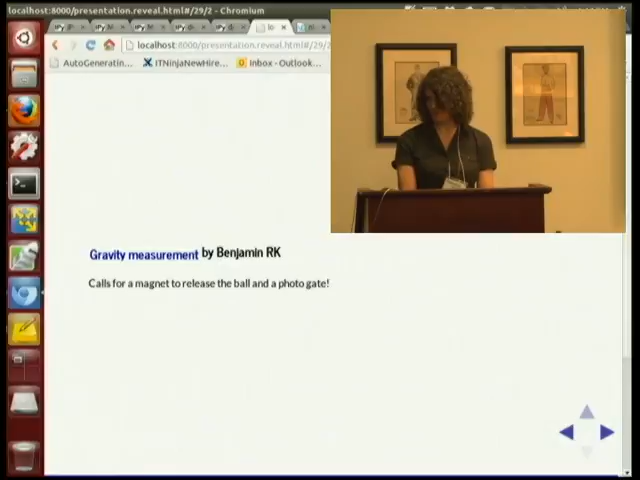 localhost:8000/presentation.reveal.html#/29/2 - Chromium
localhost:8000/presentation.reveal.html#/29/2
AutoGeneratin... ITNinjaNewHire... Inbox - Outlook...
Gravity measurement by Benjamin RK
Calls for a magnet to release the ball and a photo gate!